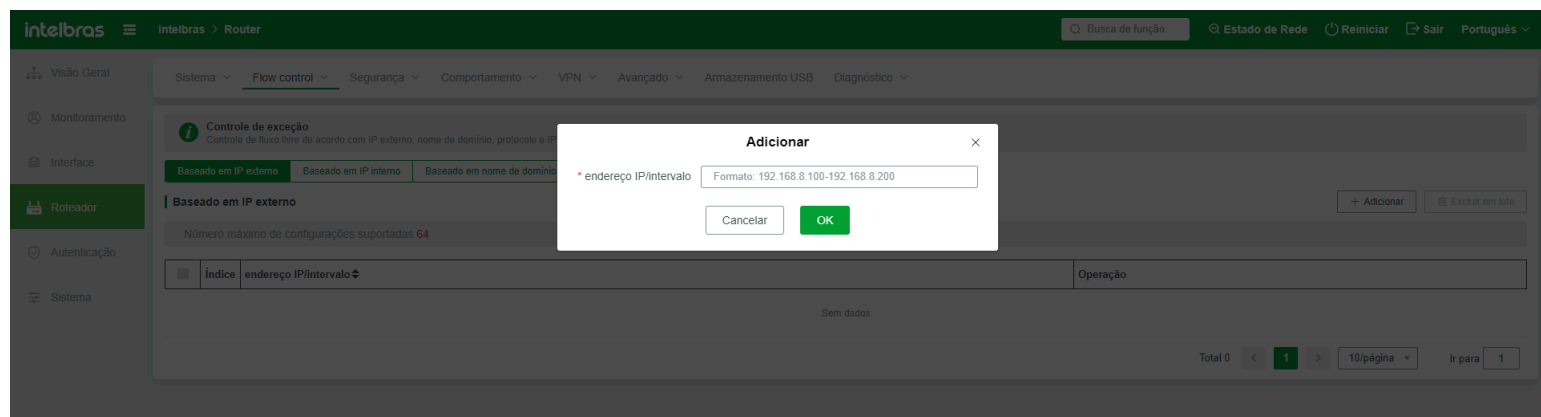 intelbras
Intelbras > Router
Busca de função
Estado de Rede
Reiniciar
Sair
Português
Visão Geral
Monitoramento
Interface
Roteador
Autenticação
Sistema
Sistema Flow control Segurança Comportamento VPN Avançado Armazenamento USB Diagnóstico
Controle de exceção
Controle de fluxo livre de acordo com IP externo, nome de domínio, protocolo e IP
Baseado em IP externo Baseado em IP interno Baseado em nome de domínio
Baseado em IP externo
+ Adicionar Excluir em lote
Número máximo de configurações suportadas 64
Índice endereço IP/intervalo Operação
Sem dados
Total 0 < 1 > 10/página Ir para 1
Adicionar
* endereço IP/intervalo Formato: 192.168.8.100-192.168.8.200
Cancelar OK